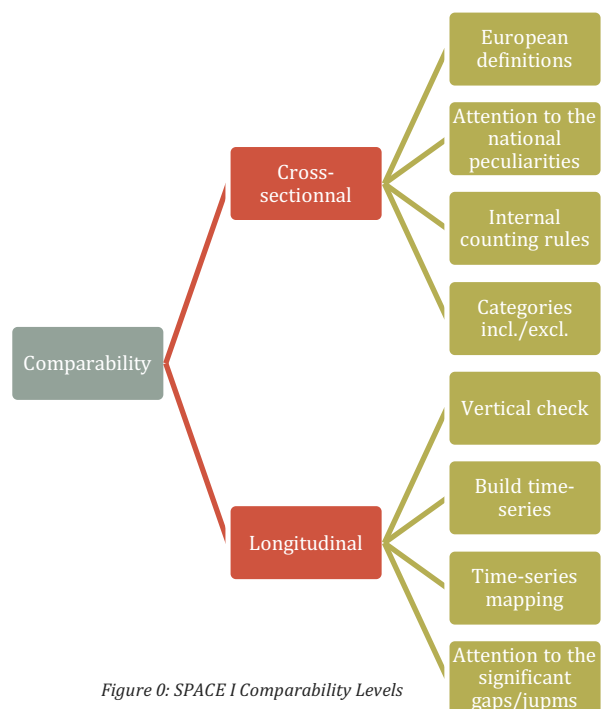 European
definitions
Attention to the
national
peculiarities
Cross-
sectionnal
Internal
counting rules
Categories
incl./excl.
Comparability
Vertical check
Build time-
series
Longitudinal
Time-series
mapping
Attention to the
significant
gaps/jupms
Figure 0: SPACE I Comparability Levels